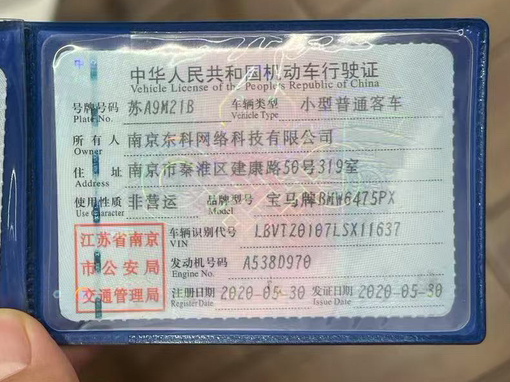 中华人民共和国机动车行驶证
Vehicle License of the People's Republic of China
号牌号码 苏A9M21B 车辆类型 小型普通客车
Plate No. Vehicle Type
所有人 南京东科网络科技有限公司
Owner
住址 南京市秦淮区建康路50号319室
Address
使用性质 非营运 品牌型号 宝马牌BMW6475PX
Use Character Model
江苏省南京
市公安局
交通管理局
车辆识别代号 LBVTZ0107LSX11637
VIN
发动机号码 A538D970
Engine No.
注册日期 2020-05-30 发证日期 2020-05-30
Register Date Issue Date